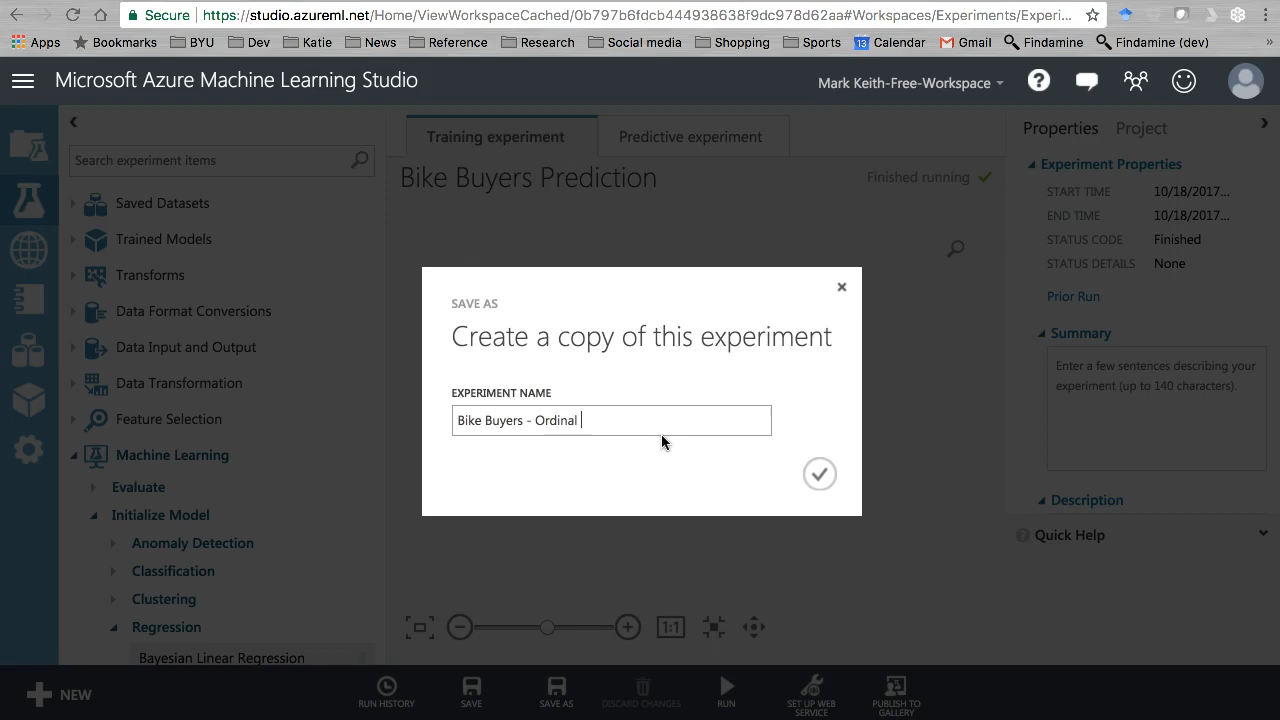 Secure https://studio.azureml.net/Home/ViewWorkspaceCached/0b797b6fdcb444938638f9dc978d62aa#Workspaces/Experiments/Experi...
Apps Bookmarks BYU Dev Katie News Reference Research Social media Shopping Sports 13 Calendar Gmail Findamine Findamine (dev) »
Microsoft Azure Machine Learning Studio Mark Keith-Free-Workspace ?
Search experiment items
Saved Datasets
Trained Models
Transforms
Data Format Conversions
Data Input and Output
Data Transformation
Feature Selection
Machine Learning
Evaluate
Initialize Model
Anomaly Detection
Classification
Clustering
Regression
Bayesian Linear Regression
Training experiment Predictive experiment
Bike Buyers Prediction Finished running
SAVE AS
Create a copy of this experiment
EXPERIMENT NAME
Bike Buyers - Ordinal
1:1
Properties Project
Experiment Properties
START TIME 10/18/2017...
END TIME 10/18/2017...
STATUS CODE Finished
STATUS DETAILS None
Prior Run
Summary
Enter a few sentences describing your
experiment (up to 140 characters).
Description
? Quick Help
NEW
RUN HISTORY
SAVE
SAVE AS
DISCARD CHANGES
RUN
SET UP WEB
SERVICE
PUBLISH TO
GALLERY